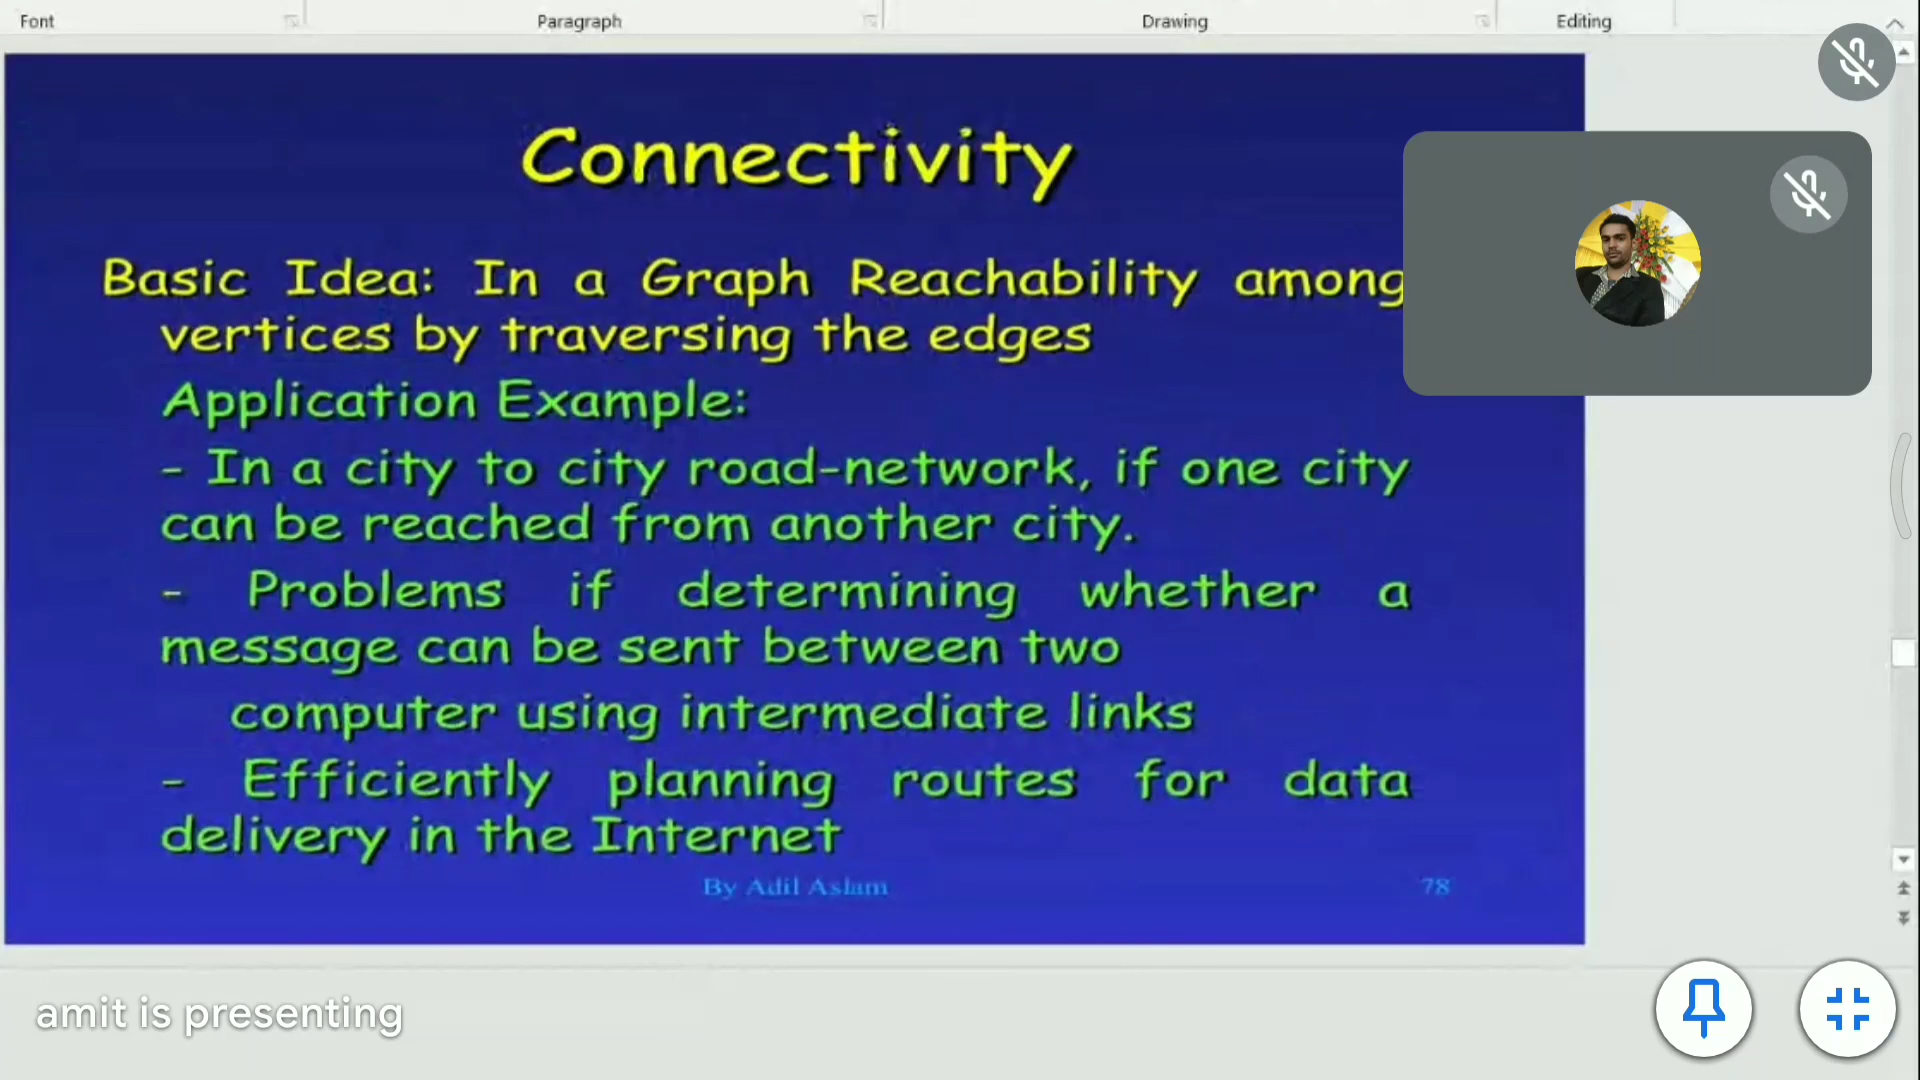 Font Paragraph Drawing Editing
Connectivity
Basic Idea: In a Graph Reachability among
vertices by traversing the edges
Application Example:
- In a city to city road-network, if one city
can be reached from another city.
- Problems if determining whether a
message can be sent between two
computer using intermediate links
- Efficiently planning routes for data
delivery in the Internet
By Adil Aslam 78
amit is presenting